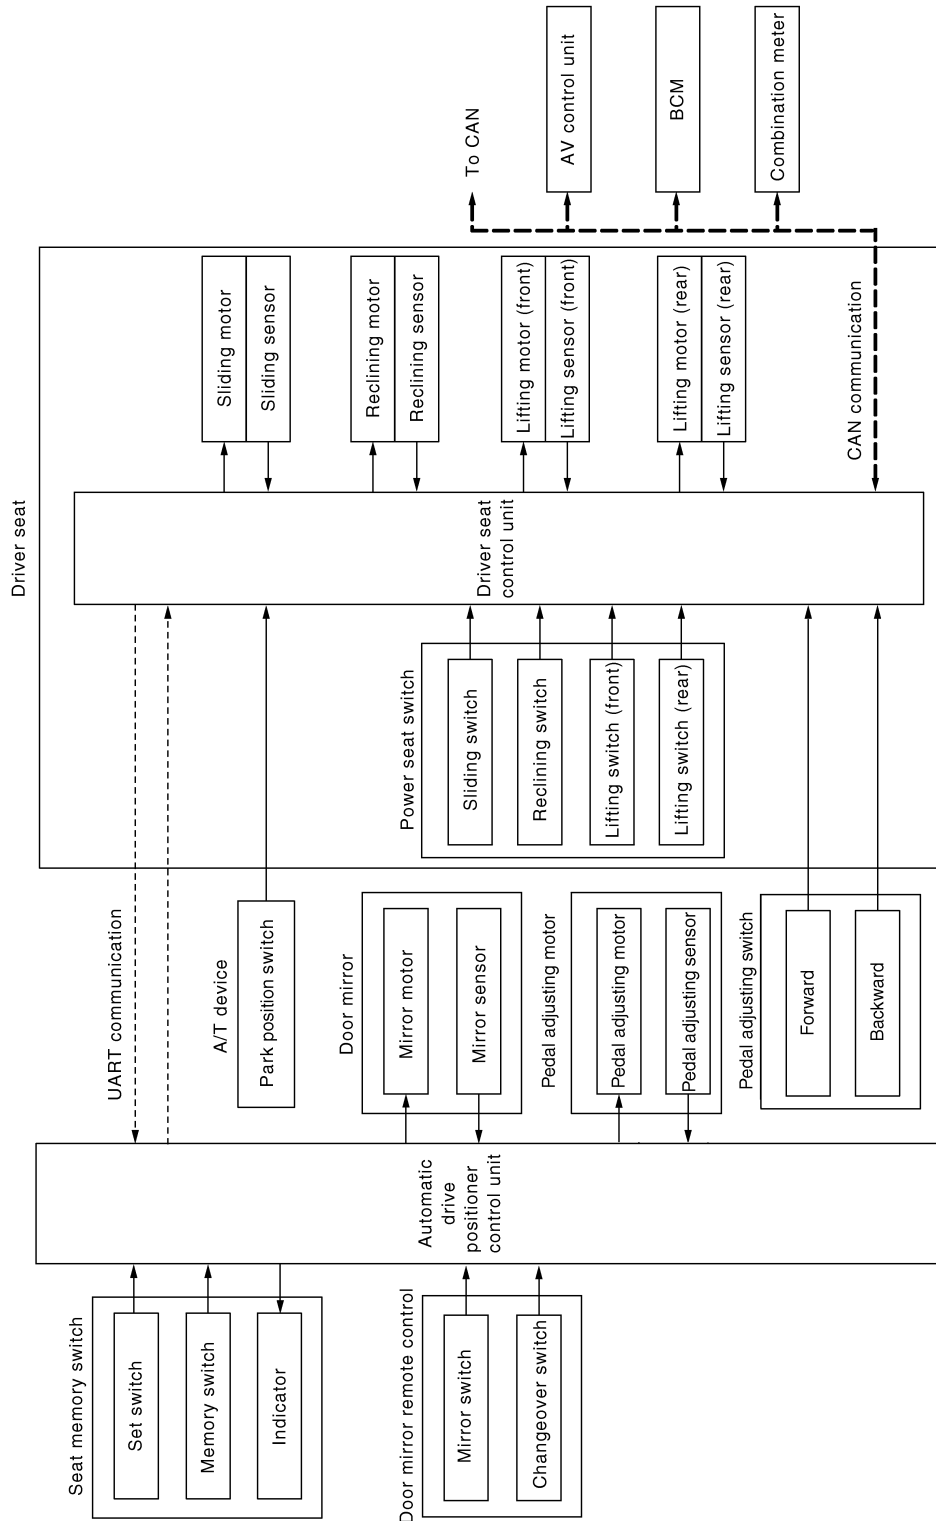 Seat memory switch
Set switch
Memory switch
Indicator
Door mirror remote control
Mirror switch
Changeover switch
Automatic
drive
positioner
control unit
UART communication
A/T device
Park position switch
Door mirror
Mirror motor
Mirror sensor
Pedal adjusting motor
Pedal adjusting motor
Pedal adjusting sensor
Pedal adjusting switch
Forward
Backward
Driver seat
Power seat switch
Sliding switch
Reclining switch
Lifting switch (front)
Lifting switch (rear)
Driver seat
control unit
Sliding motor
Sliding sensor
Reclining motor
Reclining sensor
Lifting motor (front)
Lifting sensor (front)
Lifting motor (rear)
Lifting sensor (rear)
CAN communication
To CAN
AV control unit
BCM
Combination meter